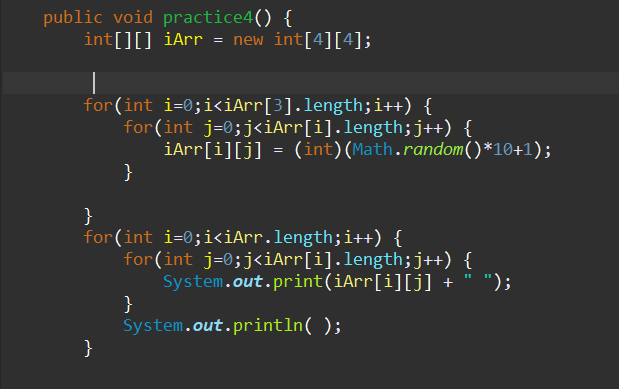 public void practice4() {
int[][] iArr = new int[4][4];
for(int i=0;i<iArr[3].length;i++) {
for(int j=0;j<iArr[i].length;j++) {
iArr[i][j] = (int)(Math.random()*10+1);
}
}
for(int i=0;i<iArr.length;i++) {
for(int j=0;j<iArr[i].length;j++) {
System.out.print(iArr[i][j] + " ");
}
System.out.println( );
}